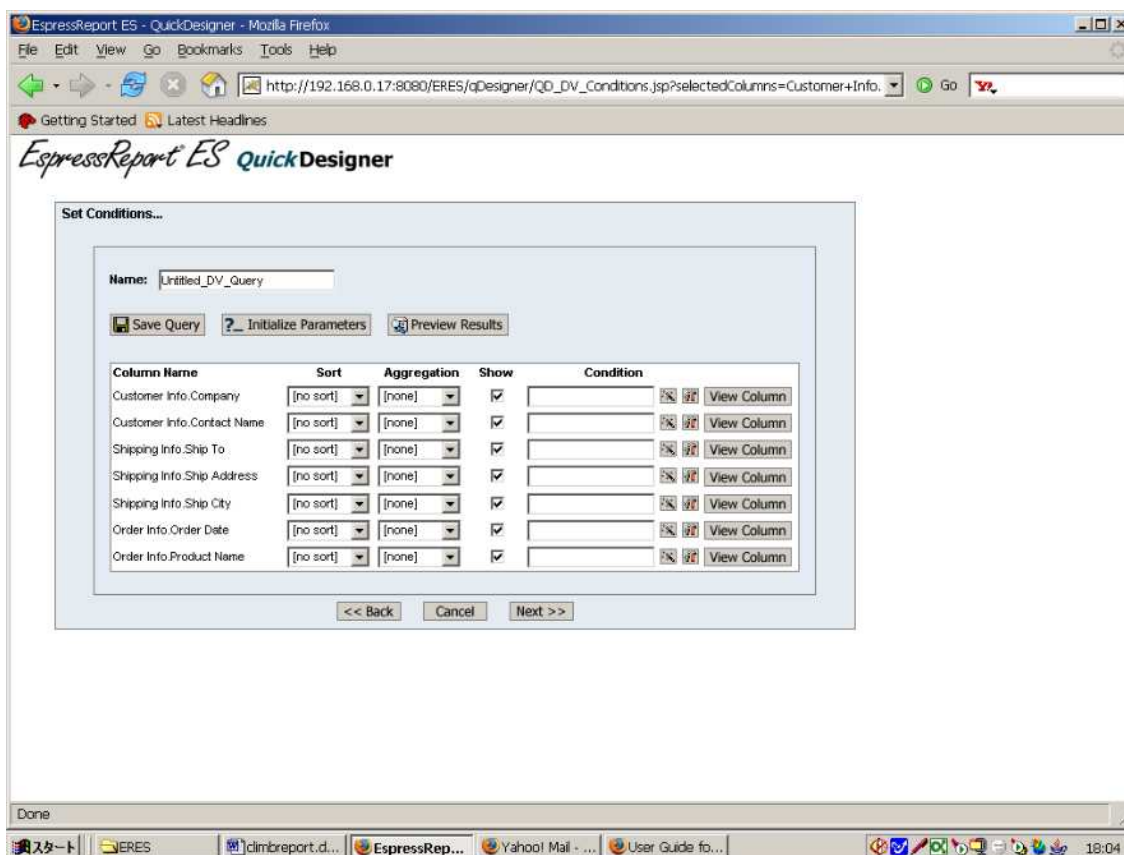 EspressReport ES - QuickDesigner - Mozilla Firefox
File Edit View Go Bookmarks Tools Help
http://192.168.0.17:8080/ERES/qDesigner/QD_DV_Conditions.jsp?selectedColumns=Customer+Info. Go
Getting Started Latest Headlines
EspressReport ES QuickDesigner
Set Conditions...
Name: Untitled_DV_Query
Save Query ?_ Initialize Parameters Preview Results
Column Name Sort Aggregation Show Condition
Customer Info.Company [no sort] [none] View Column
Customer Info.Contact Name [no sort] [none] View Column
Shipping Info.Ship To [no sort] [none] View Column
Shipping Info.Ship Address [no sort] [none] View Column
Shipping Info.Ship City [no sort] [none] View Column
Order Info.Order Date [no sort] [none] View Column
Order Info.Product Name [no sort] [none] View Column
<< Back Cancel Next >>
Done
スタート ERES climbreport.d... EspressRep... Yahoo! Mail - ... User Guide fo... 18:04